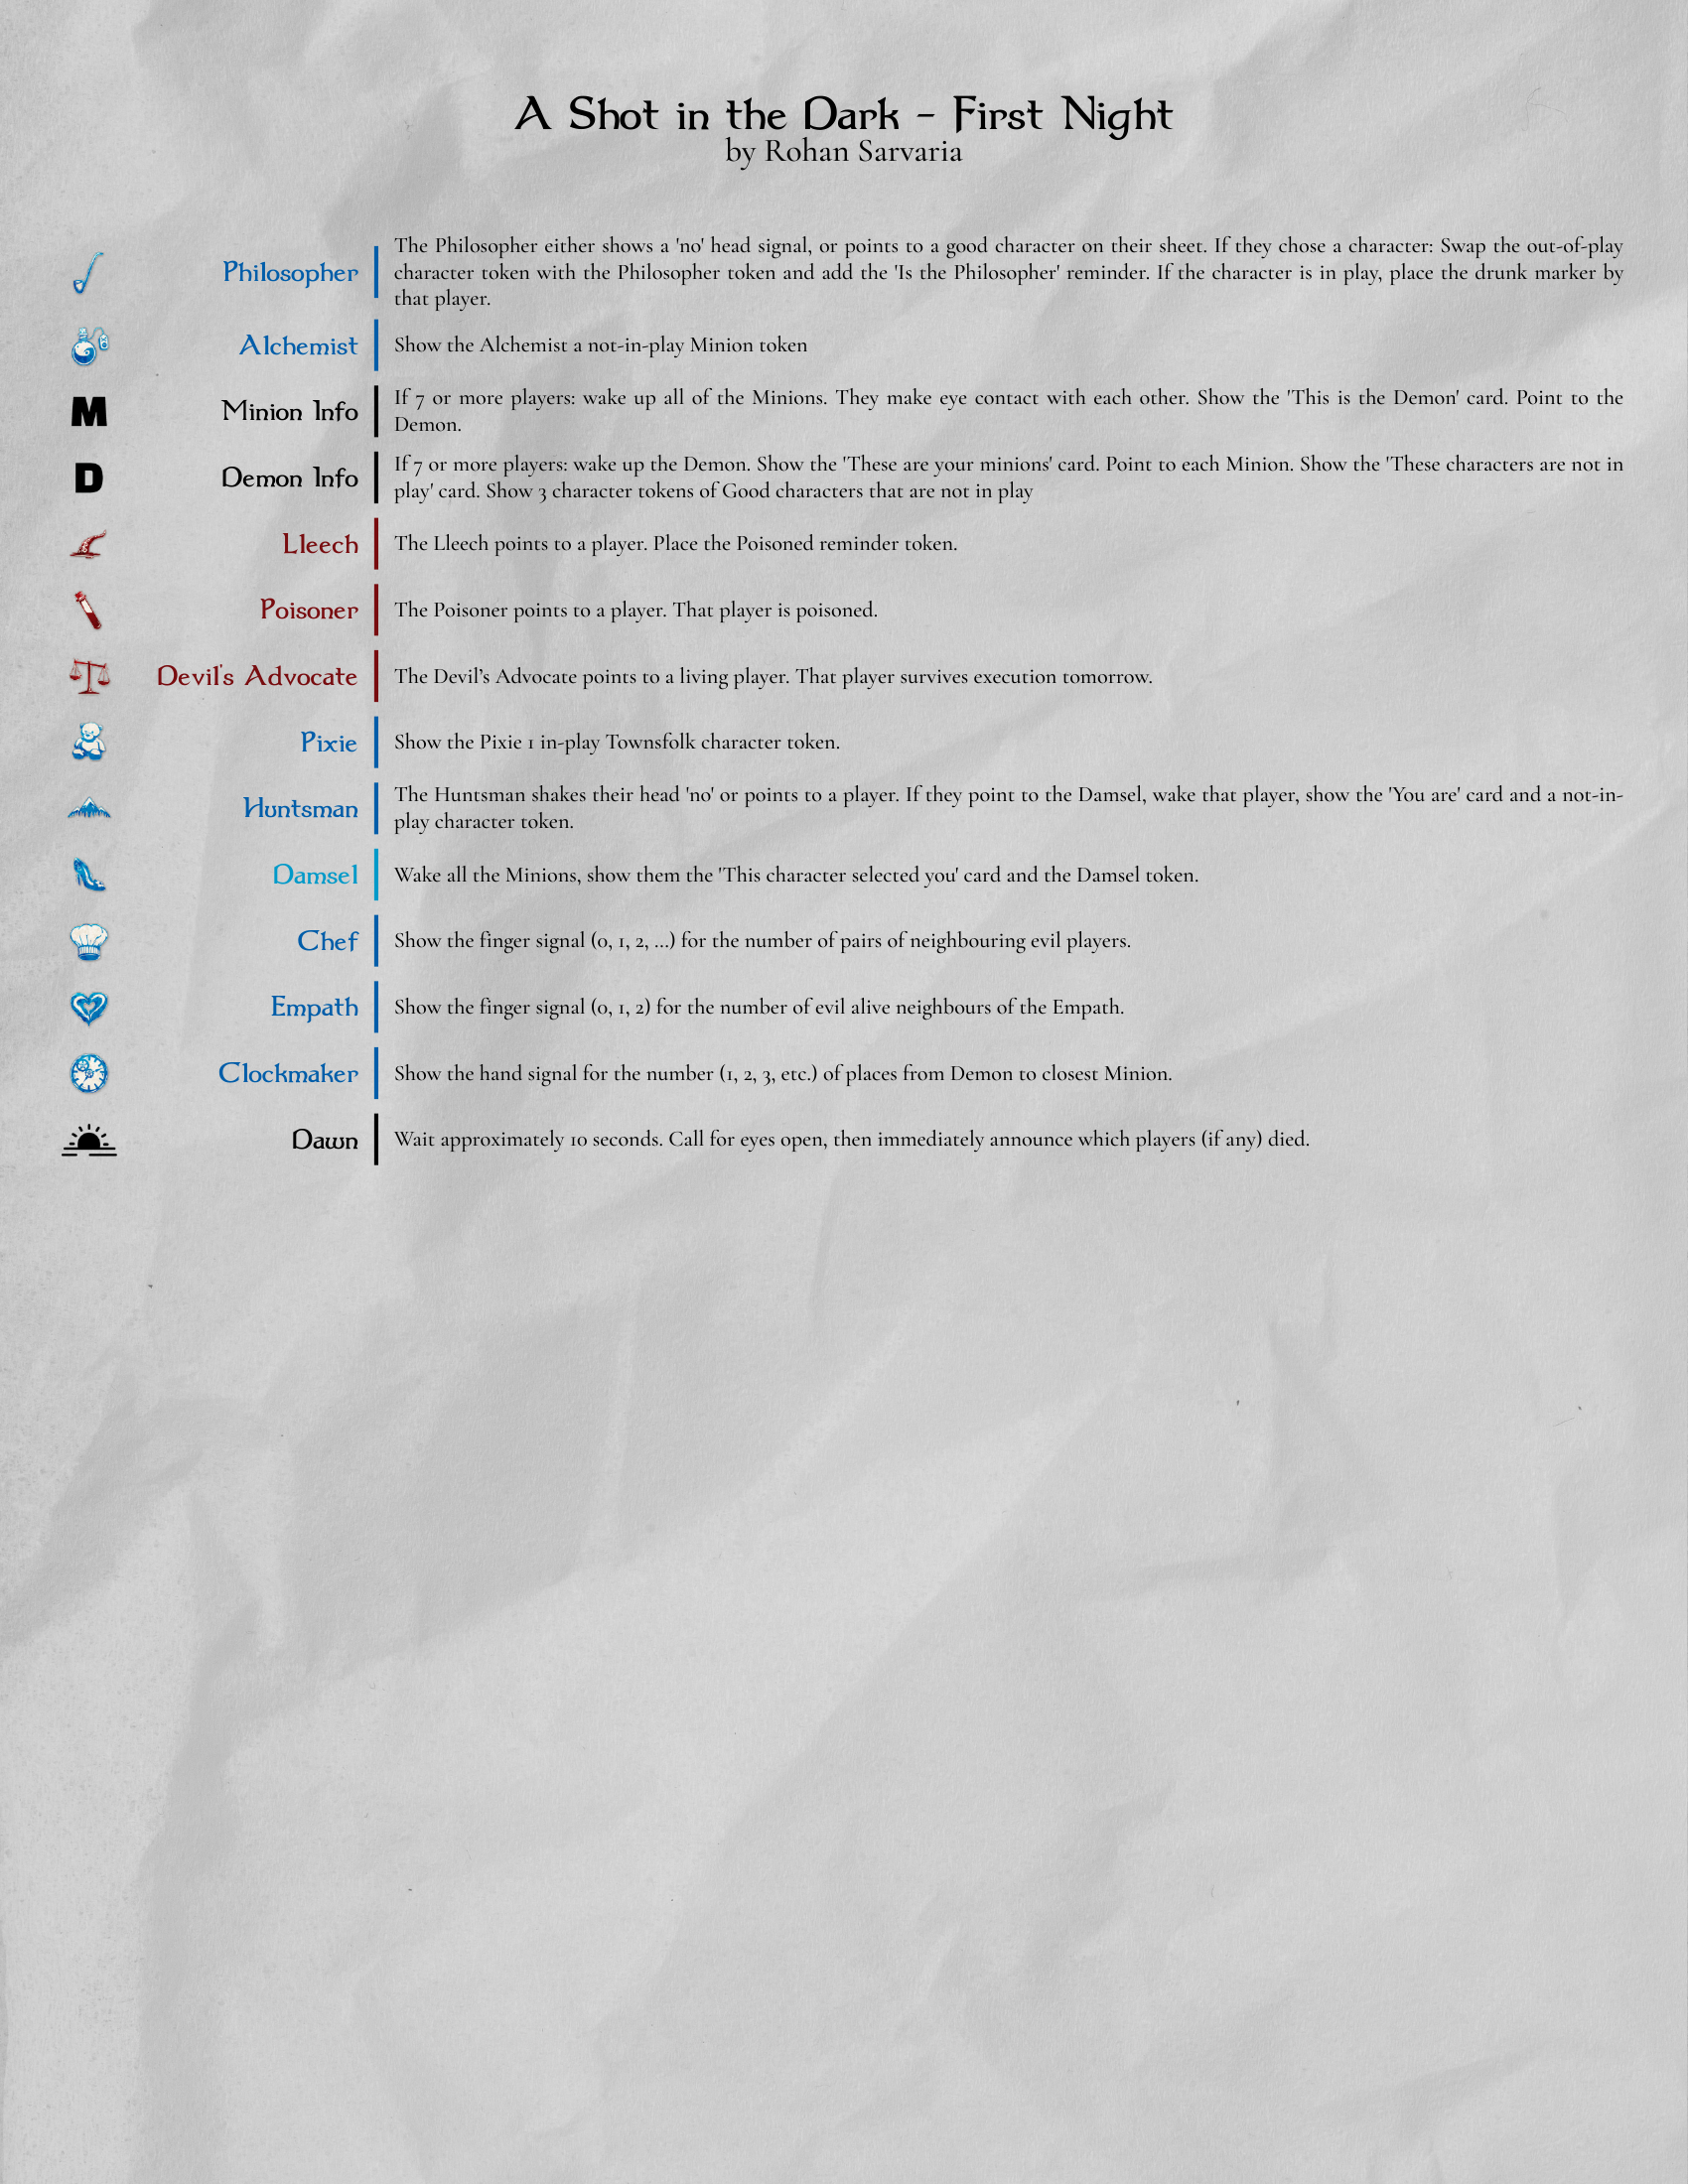 A Shot in the Dark - First Night
by Rohan Sarvaria
Philosopher
The Philosopher either shows a 'no' head signal, or points to a good character on their sheet. If they chose a character: Swap the out-of-play
character token with the Philosopher token and add the 'Is the Philosopher' reminder. If the character is in play, place the drunk marker by
that player.
Alchemist
Show the Alchemist a not-in-play Minion token
M
Minion Info
If 7 or more players: wake up all of the Minions. They make eye contact with each other. Show the 'This is the Demon' card. Point to the
Demon.
D
Demon Info
If 7 or more players: wake up the Demon. Show the 'These are your minions' card. Point to each Minion. Show the 'These characters are not in
play' card. Show 3 character tokens of Good characters that are not in play
Lleech
The Lleech points to a player. Place the Poisoned reminder token.
Poisoner
The Poisoner points to a player. That player is poisoned.
Devil's Advocate
The Devil’s Advocate points to a living player. That player survives execution tomorrow.
Pixie
Show the Pixie 1 in-play Townsfolk character token.
Huntsman
The Huntsman shakes their head 'no' or points to a player. If they point to the Damsel, wake that player, show the 'You are' card and a not-in-
play character token.
Damsel
Wake all the Minions, show them the 'This character selected you' card and the Damsel token.
Chef
Show the finger signal (0, 1, 2, …) for the number of pairs of neighbouring evil players.
Empath
Show the finger signal (0, 1, 2) for the number of evil alive neighbours of the Empath.
Clockmaker
Show the hand signal for the number (1, 2, 3, etc.) of places from Demon to closest Minion.
Dawn
Wait approximately 10 seconds. Call for eyes open, then immediately announce which players (if any) died.